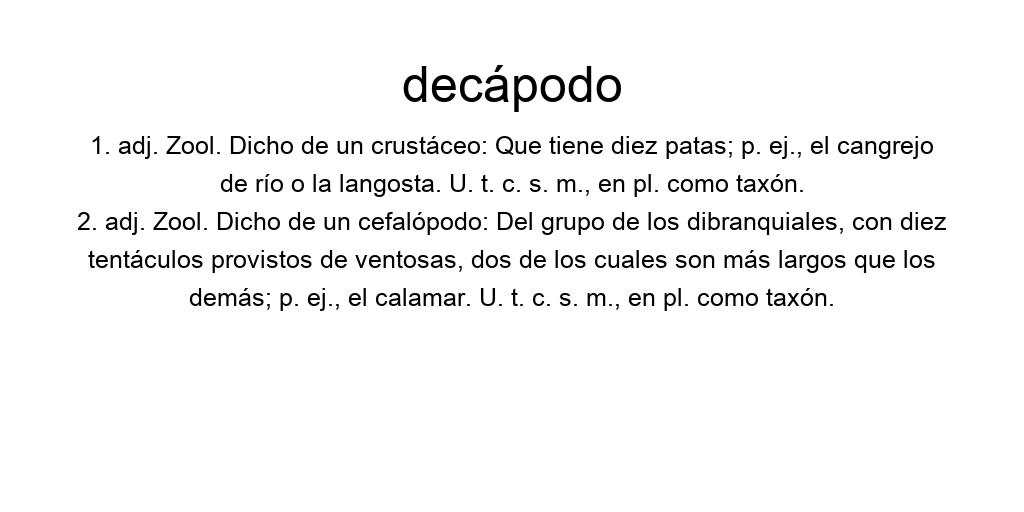 decápodo
1. adj. Zool. Dicho de un crustáceo: Que tiene diez patas; p. ej., el cangrejo
de río o la langosta. U. t. c. s. m., en pl. como taxón.
2. adj. Zool. Dicho de un cefalópodo: Del grupo de los dibranquiales, con diez
tentáculos provistos de ventosas, dos de los cuales son más largos que los
demás; p. ej., el calamar. U. t. c. s. m., en pl. como taxón.